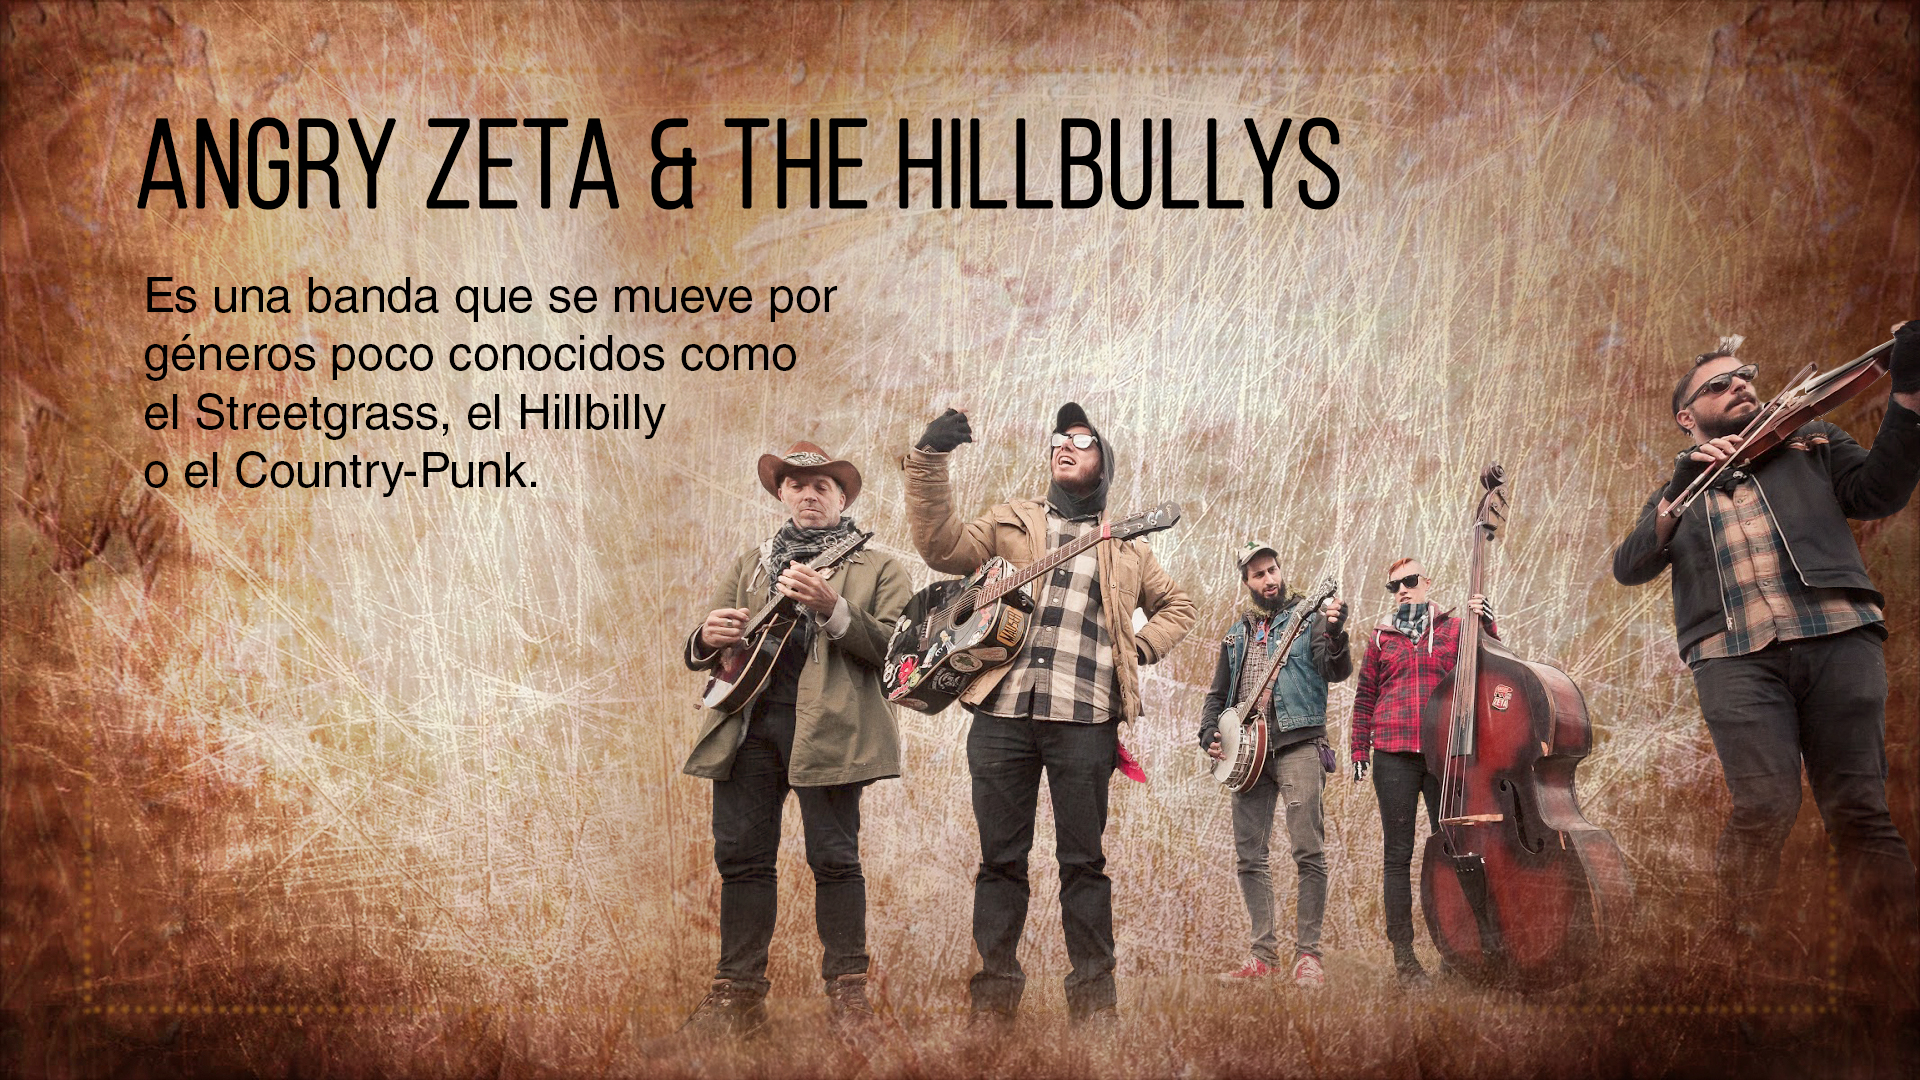 ANGRY ZETA & THE HILLBULLYS
Es una banda que se mueve por
géneros poco conocidos como
el Streetgrass, el Hillbilly
o el Country-Punk.
ZETA